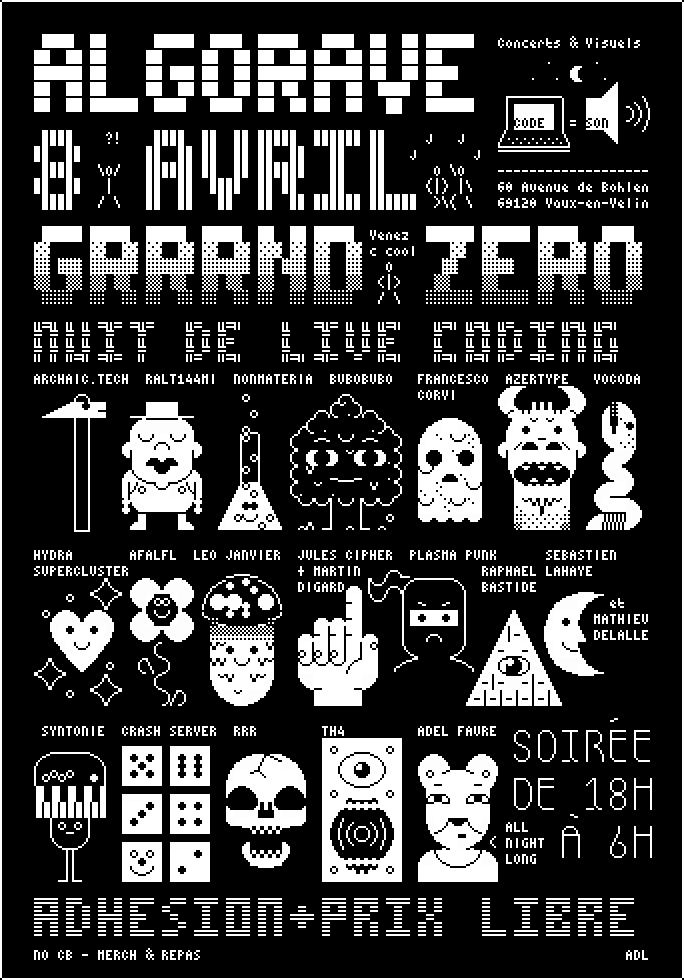 ALGORAVE
Concerts & Visuels
CODE = SON
8 ?! AVRIL
60 Avenue de Bohlen
69120 Vaux-en-Velin
GRRRND ZERO
Venez
c cool
NUIT DE LIVE CODING
ARCHAIC.TECH RALT144MI NONMATERIA BUBOBUBO FRANCESCO CORVI AZERTYPE VOCODA
HYDRA SUPERCLUSTER AFALFL LEO JANVIER JULES CIPHER + MARTIN DIGARD PLASMA PUNK RAPHAEL BASTIDE SEBASTIEN LAHAYE
et
MATHIEU
DELALLE
SYNTONIE CRASH SERVER RRR TH4 ADEL FAURE
SOIRÉE
DE 18H
À 6H
ALL
NIGHT
LONG
ADHESION+PRIX LIBRE
NO CB - MERCH & REPAS
ADL